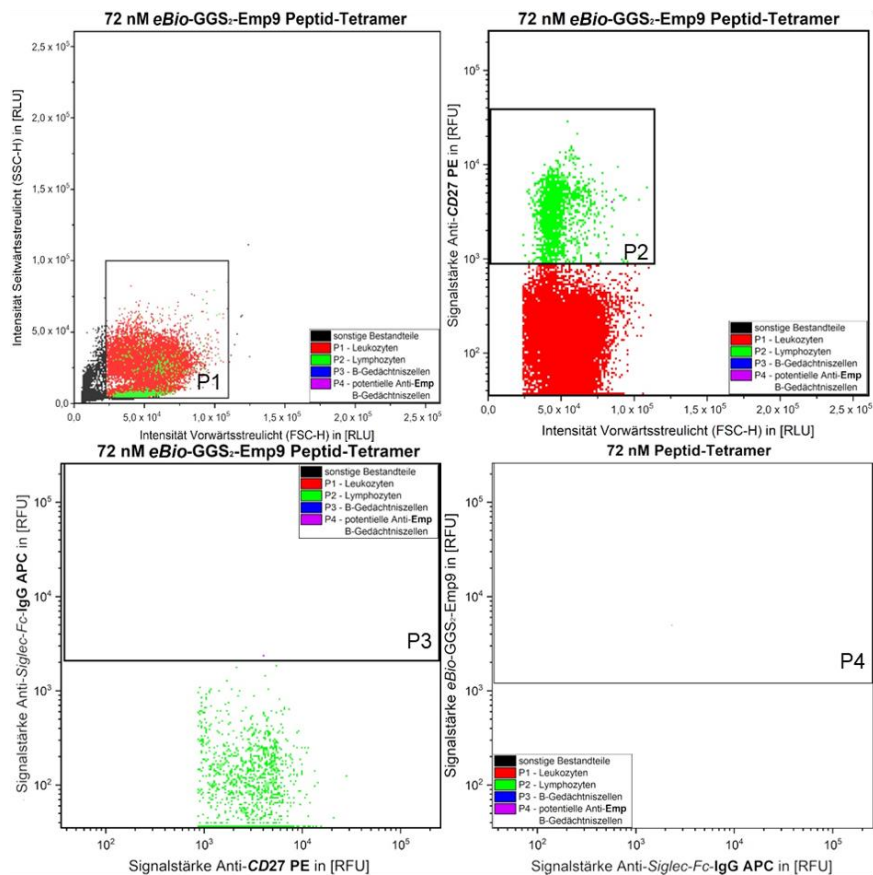 72 nM eBio-GGS₂-Emp9 Peptid-Tetramer
Intensität Seitwärtsstreulicht (SSC-H) in [RLU]
2.5 x 10⁵
2.0 x 10⁵
1.5 x 10⁵
1.0 x 10⁵
5.0 x 10⁴
0.0
P1
sonstige Bestandteile
P1 - Leukozyten
P2 - Lymphozyten
P3 - B-Gedächtniszellen
P4 - potentielle Anti-Emp
B-Gedächtniszellen
0.0
5.0 x 10⁴
1.0 x 10⁵
1.5 x 10⁵
2.0 x 10⁵
2.5 x 10⁵
Intensität Vorwärtsstreulicht (FSC-H) in [RLU]
72 nM eBio-GGS₂-Emp9 Peptid-Tetramer
Signalstärke Anti-CD27 PE in [RFU]
10⁵
10⁴
10³
10²
P2
sonstige Bestandteile
P1 - Leukozyten
P2 - Lymphozyten
P3 - B-Gedächtniszellen
P4 - potentielle Anti-Emp
B-Gedächtniszellen
0,0
5,0 x 10⁴
1,0 x 10⁵
1,5 x 10⁵
2,0 x 10⁵
2,5 x 10⁵
Intensität Vorwärtsstreulicht (FSC-H) in [RLU]
72 nM eBio-GGS₂-Emp9 Peptid-Tetramer
Signalstärke Anti-Siglec-Fc-IgG APC in [RFU]
10⁵
10⁴
10³
10²
sonstige Bestandteile
P1 - Leukozyten
P2 - Lymphozyten
P3 - B-Gedächtniszellen
P4 - potentielle Anti-Emp
B-Gedächtniszellen
P3
10²
10³
10⁴
10⁵
Signalstärke Anti-CD27 PE in [RFU]
72 nM Peptid-Tetramer
Signalstärke eBio-GGS₂-Emp9 in [RFU]
10⁵
10⁴
10³
10²
P4
sonstige Bestandteile
P1 - Leukozyten
P2 - Lymphozyten
P3 - B-Gedächtniszellen
P4 - potentielle Anti-Emp
B-Gedächtniszellen
10²
10³
10⁴
10⁵
Signalstärke Anti-Siglec-Fc-IgG APC in [RFU]